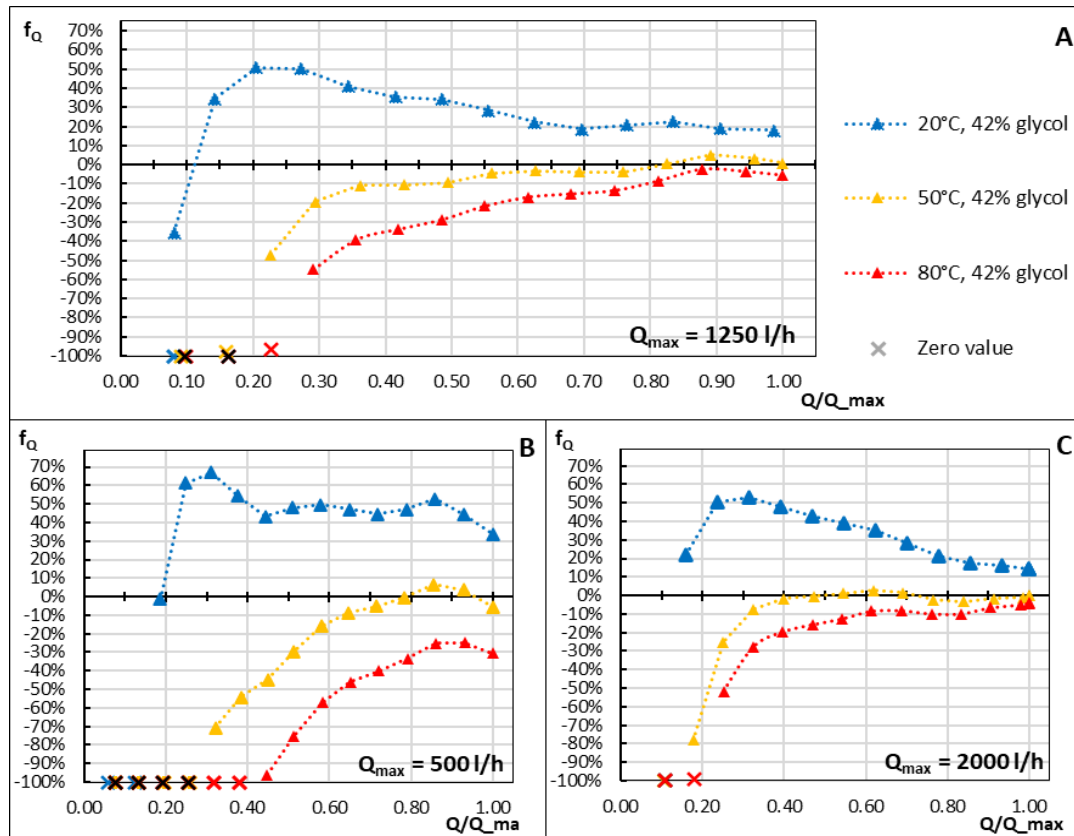 f_Q
A
70%
60%
50%
40%
30%
20%
10%
0%
-10%
-20%
-30%
-40%
-50%
-60%
-70%
-80%
-90%
-100%
0.00 0.10 0.20 0.30 0.40 0.50 0.60 0.70 0.80 0.90 1.00
Q/Q_max
Q_max = 1250 l/h
20°C, 42% glycol
50°C, 42% glycol
80°C, 42% glycol
Zero value
f_Q
B
70%
60%
50%
40%
30%
20%
10%
0%
-10%
-20%
-30%
-40%
-50%
-60%
-70%
-80%
-90%
-100%
0.00 0.20 0.40 0.60 0.80 1.00
Q/Q_ma
Q_max = 500 l/h
f_Q
C
70%
60%
50%
40%
30%
20%
10%
0%
-10%
-20%
-30%
-40%
-50%
-60%
-70%
-80%
-90%
-100%
0.00 0.20 0.40 0.60 0.80 1.00
Q/Q_max
Q_max = 2000 l/h